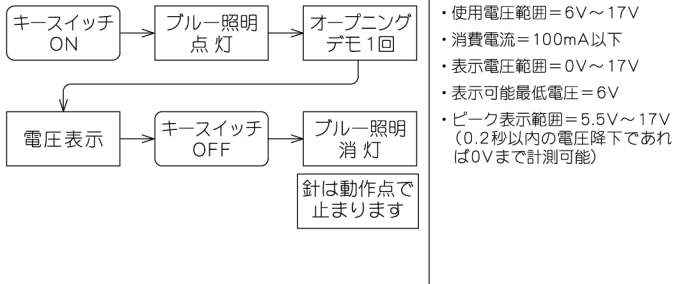 キースイッチ
ON
ブルー照明
点 灯
オープニング
デモ1回
電圧表示
キースイッチ
OFF
ブルー照明
消 灯
針は動作点で
止まります
・使用電圧範囲＝6V～17V
・消費電流＝100mA以下
・表示電圧範囲＝0V～17V
・表示可能最低電圧＝6V
・ピーク表示範囲＝5.5V～17V
（0.2秒以内の電圧降下であれ
ば0Vまで計測可能）